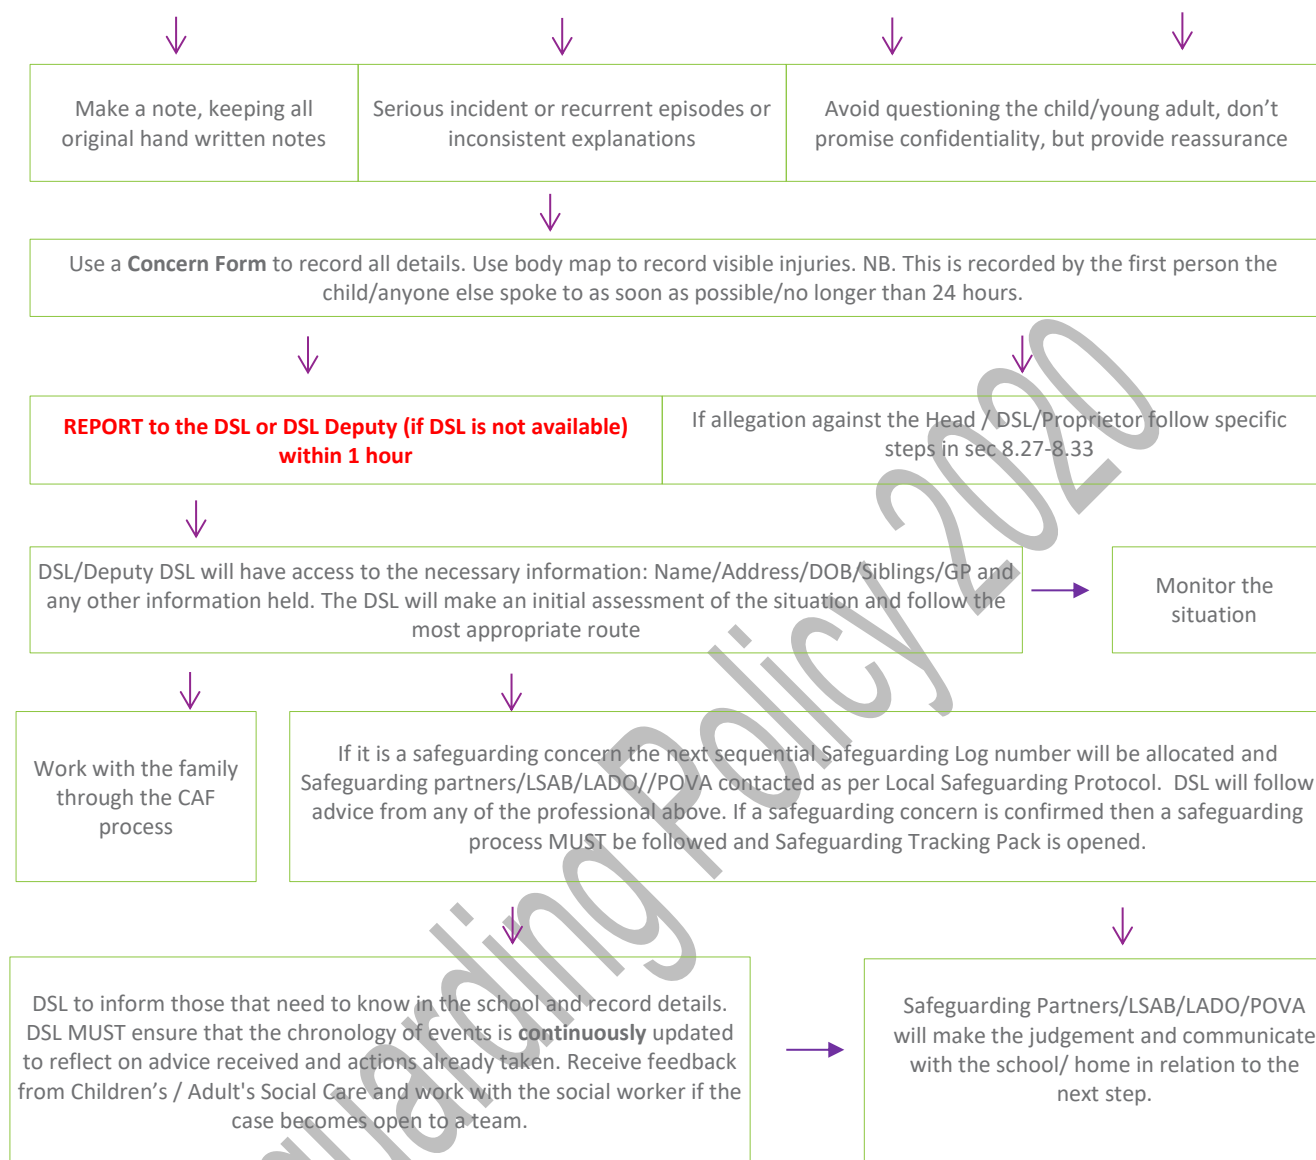 Make a note, keeping all
original hand written notes
Serious incident or recurrent episodes or
inconsistent explanations
Avoid questioning the child/young adult, don’t
promise confidentiality, but provide reassurance
Use a Concern Form to record all details. Use body map to record visible injuries. NB. This is recorded by the first person the
child/anyone else spoke to as soon as possible/no longer than 24 hours.
REPORT to the DSL or DSL Deputy (if DSL is not available)
within 1 hour
If allegation against the Head / DSL/Proprietor follow specific
steps in sec 8.27-8.33
DSL/Deputy DSL will have access to the necessary information: Name/Address/DOB/Siblings/GP and
any other information held. The DSL will make an initial assessment of the situation and follow the
most appropriate route
Monitor the
situation
Work with the family
through the CAF
process
If it is a safeguarding concern the next sequential Safeguarding Log number will be allocated and
Safeguarding partners/LSAB/LADO//POVA contacted as per Local Safeguarding Protocol. DSL will follow
advice from any of the professional above. If a safeguarding concern is confirmed then a safeguarding
process MUST be followed and Safeguarding Tracking Pack is opened.
DSL to inform those that need to know in the school and record details.
DSL MUST ensure that the chronology of events is continuously updated
to reflect on advice received and actions already taken. Receive feedback
from Children’s / Adult's Social Care and work with the social worker if the
case becomes open to a team.
Safeguarding Partners/LSAB/LADO/POVA
will make the judgement and communicate
with the school/ home in relation to the
next step.
guarding Policy 2020